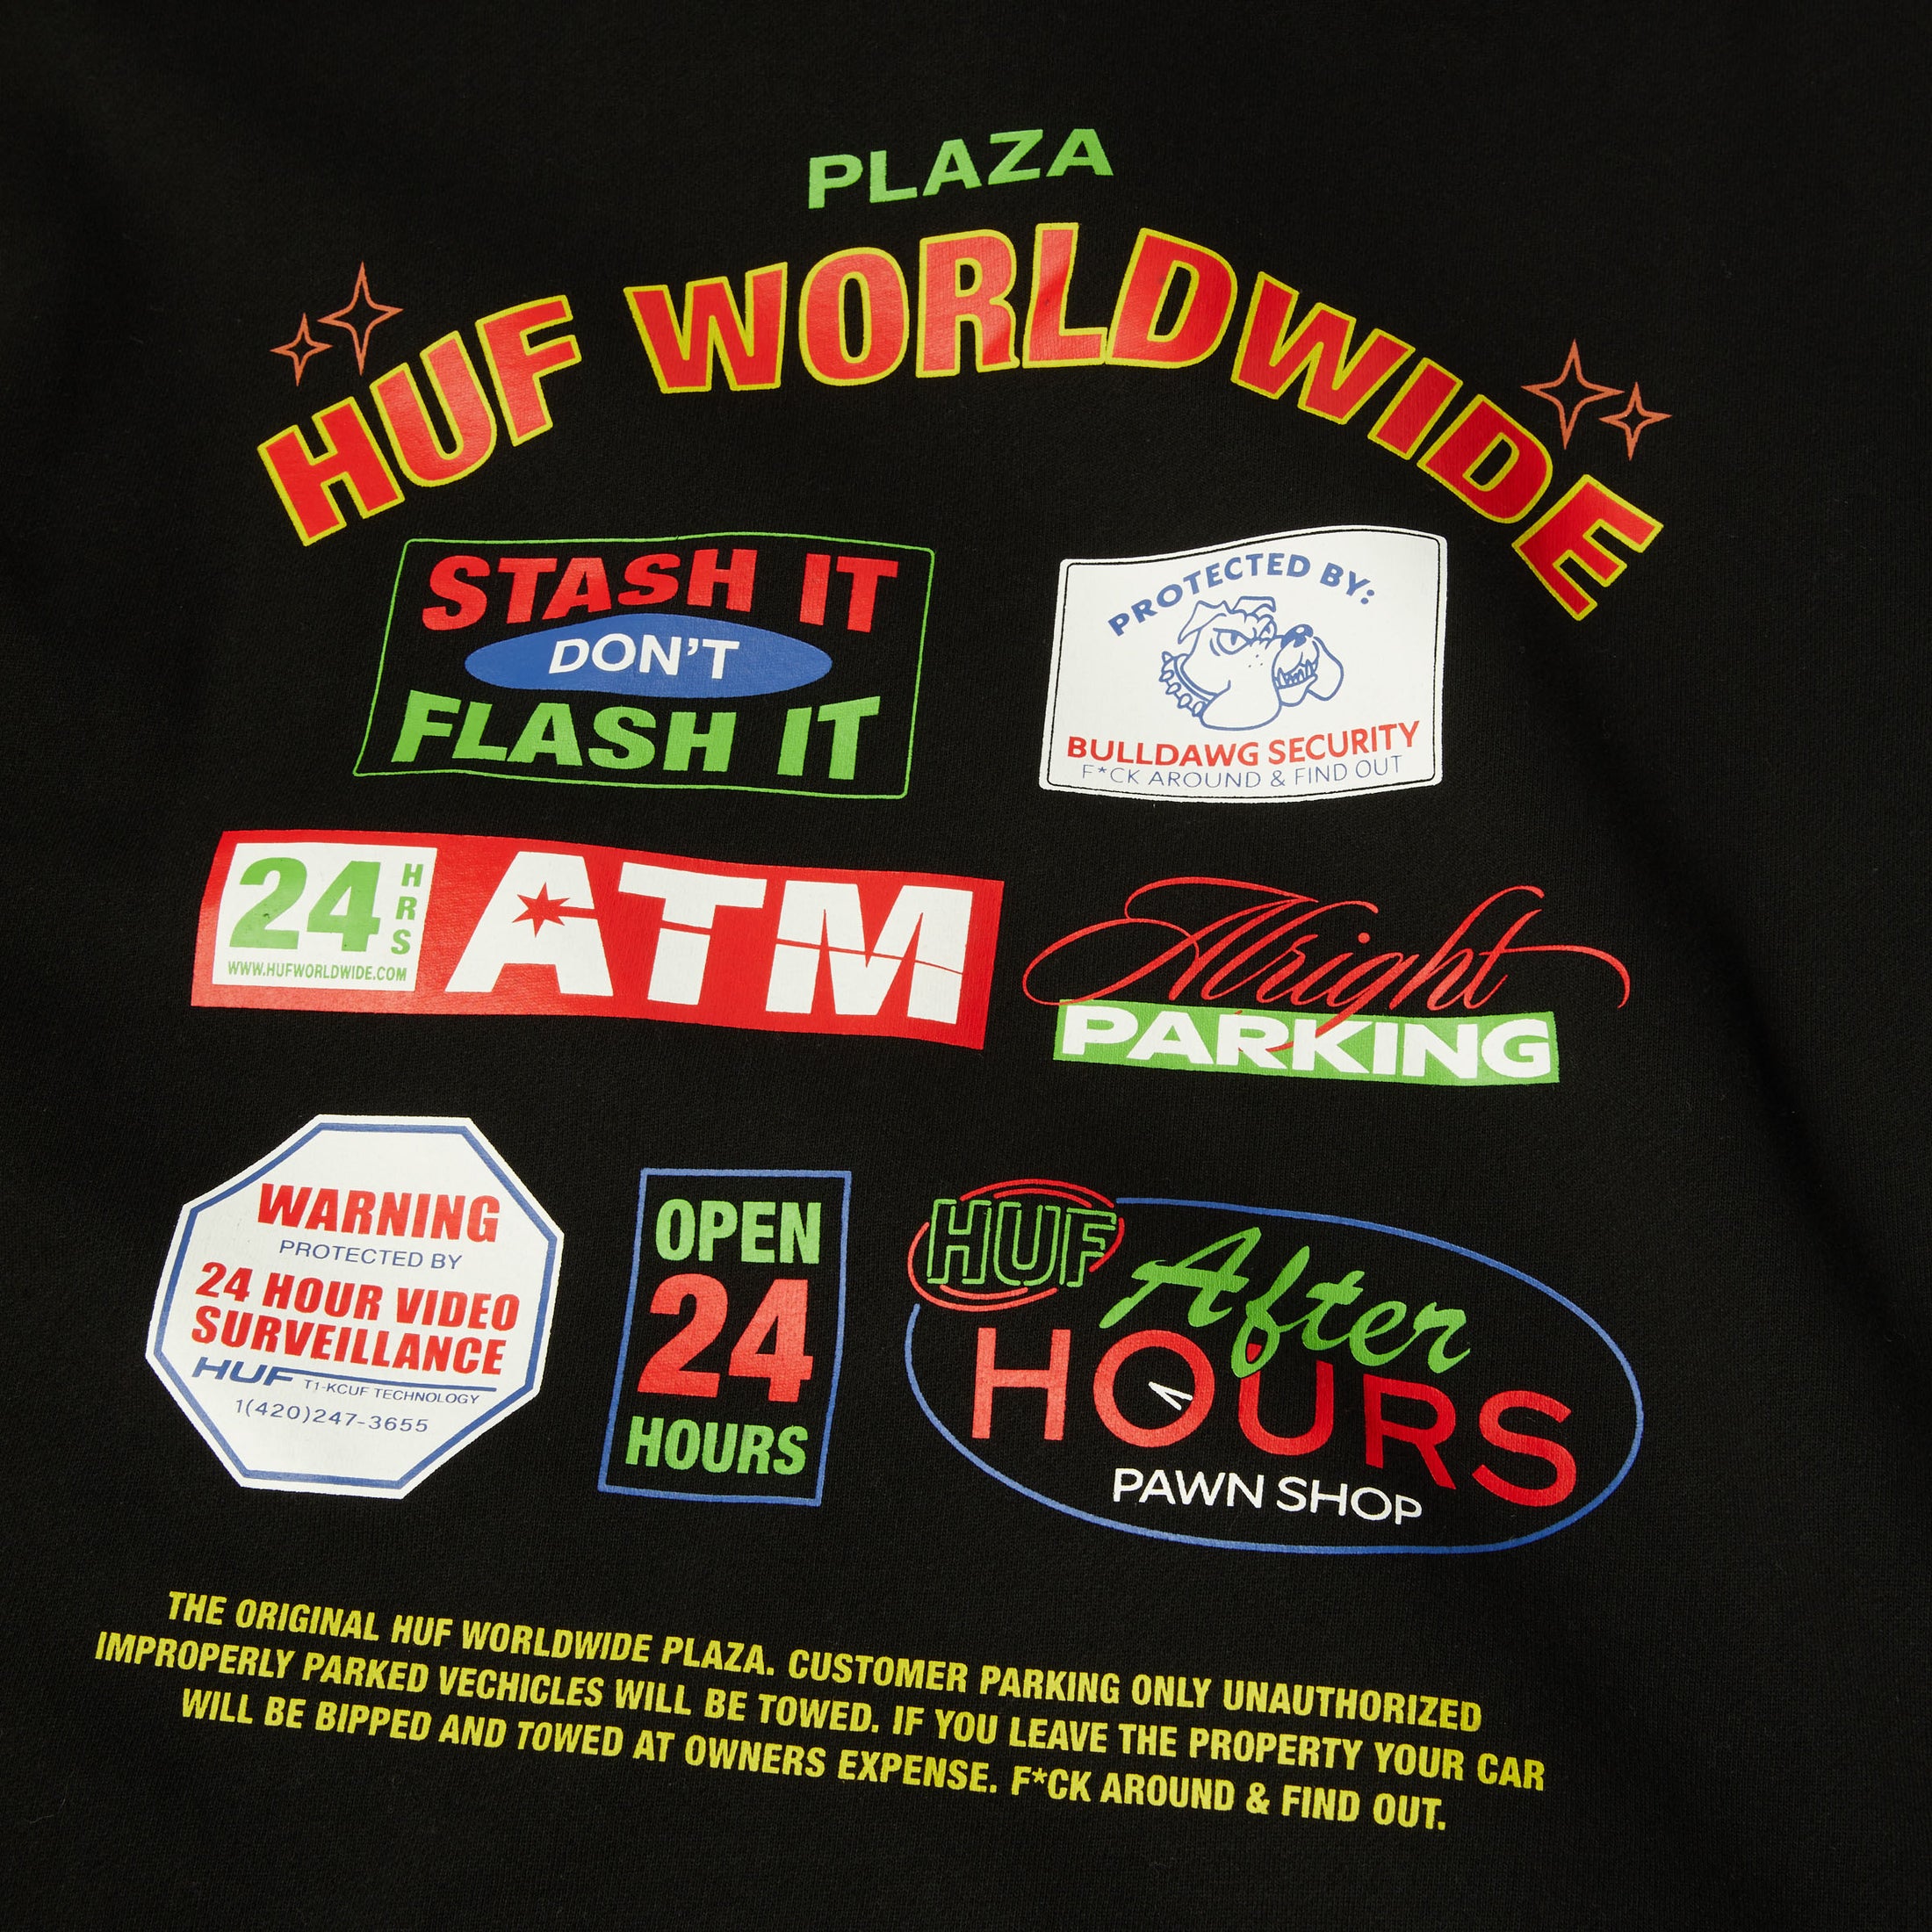 PLAZA
HUF WORLDWIDE
STASH IT
DON'T
FLASH IT
PROTECTED BY:
BULLDAWG SECURITY
F*CK AROUND & FIND OUT
24 HRS
WWW.HUFWORLDWIDE.COM
ATM
Alright
PARKING
WARNING
PROTECTED BY
24 HOUR VIDEO
SURVEILLANCE
HUF T1-KCUF TECHNOLOGY
1(420)247-3655
OPEN
24
HOURS
HUF
After
HOURS
PAWN SHOP
THE ORIGINAL HUF WORLDWIDE PLAZA. CUSTOMER PARKING ONLY UNAUTHORIZED
IMPROPERLY PARKED VECHICLES WILL BE TOWED. IF YOU LEAVE THE PROPERTY YOUR CAR
WILL BE BIPPED AND TOWED AT OWNERS EXPENSE. F*CK AROUND & FIND OUT.